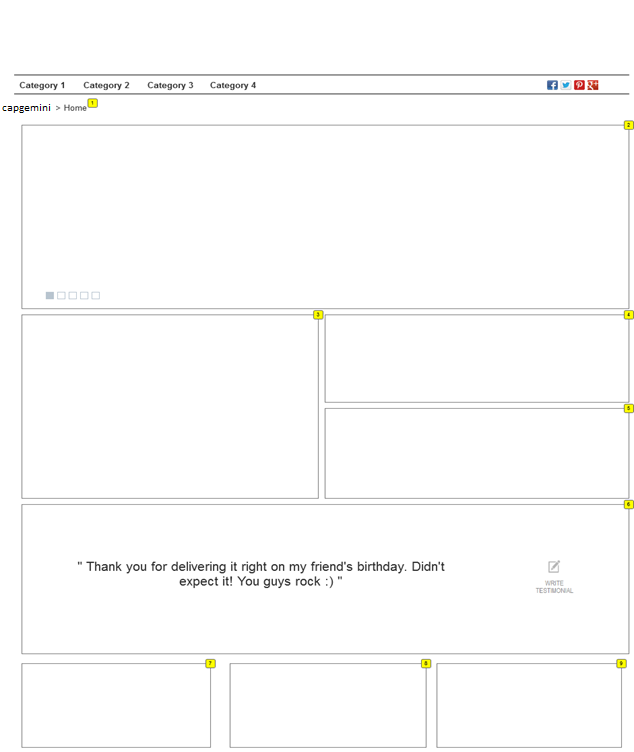 Category 1 Category 2 Category 3 Category 4
capgemini > Home 1
2
3
4
5
6
" Thank you for delivering it right on my friend's birthday. Didn't
expect it! You guys rock :) "
WRITE
TESTIMONIAL
7
8
9